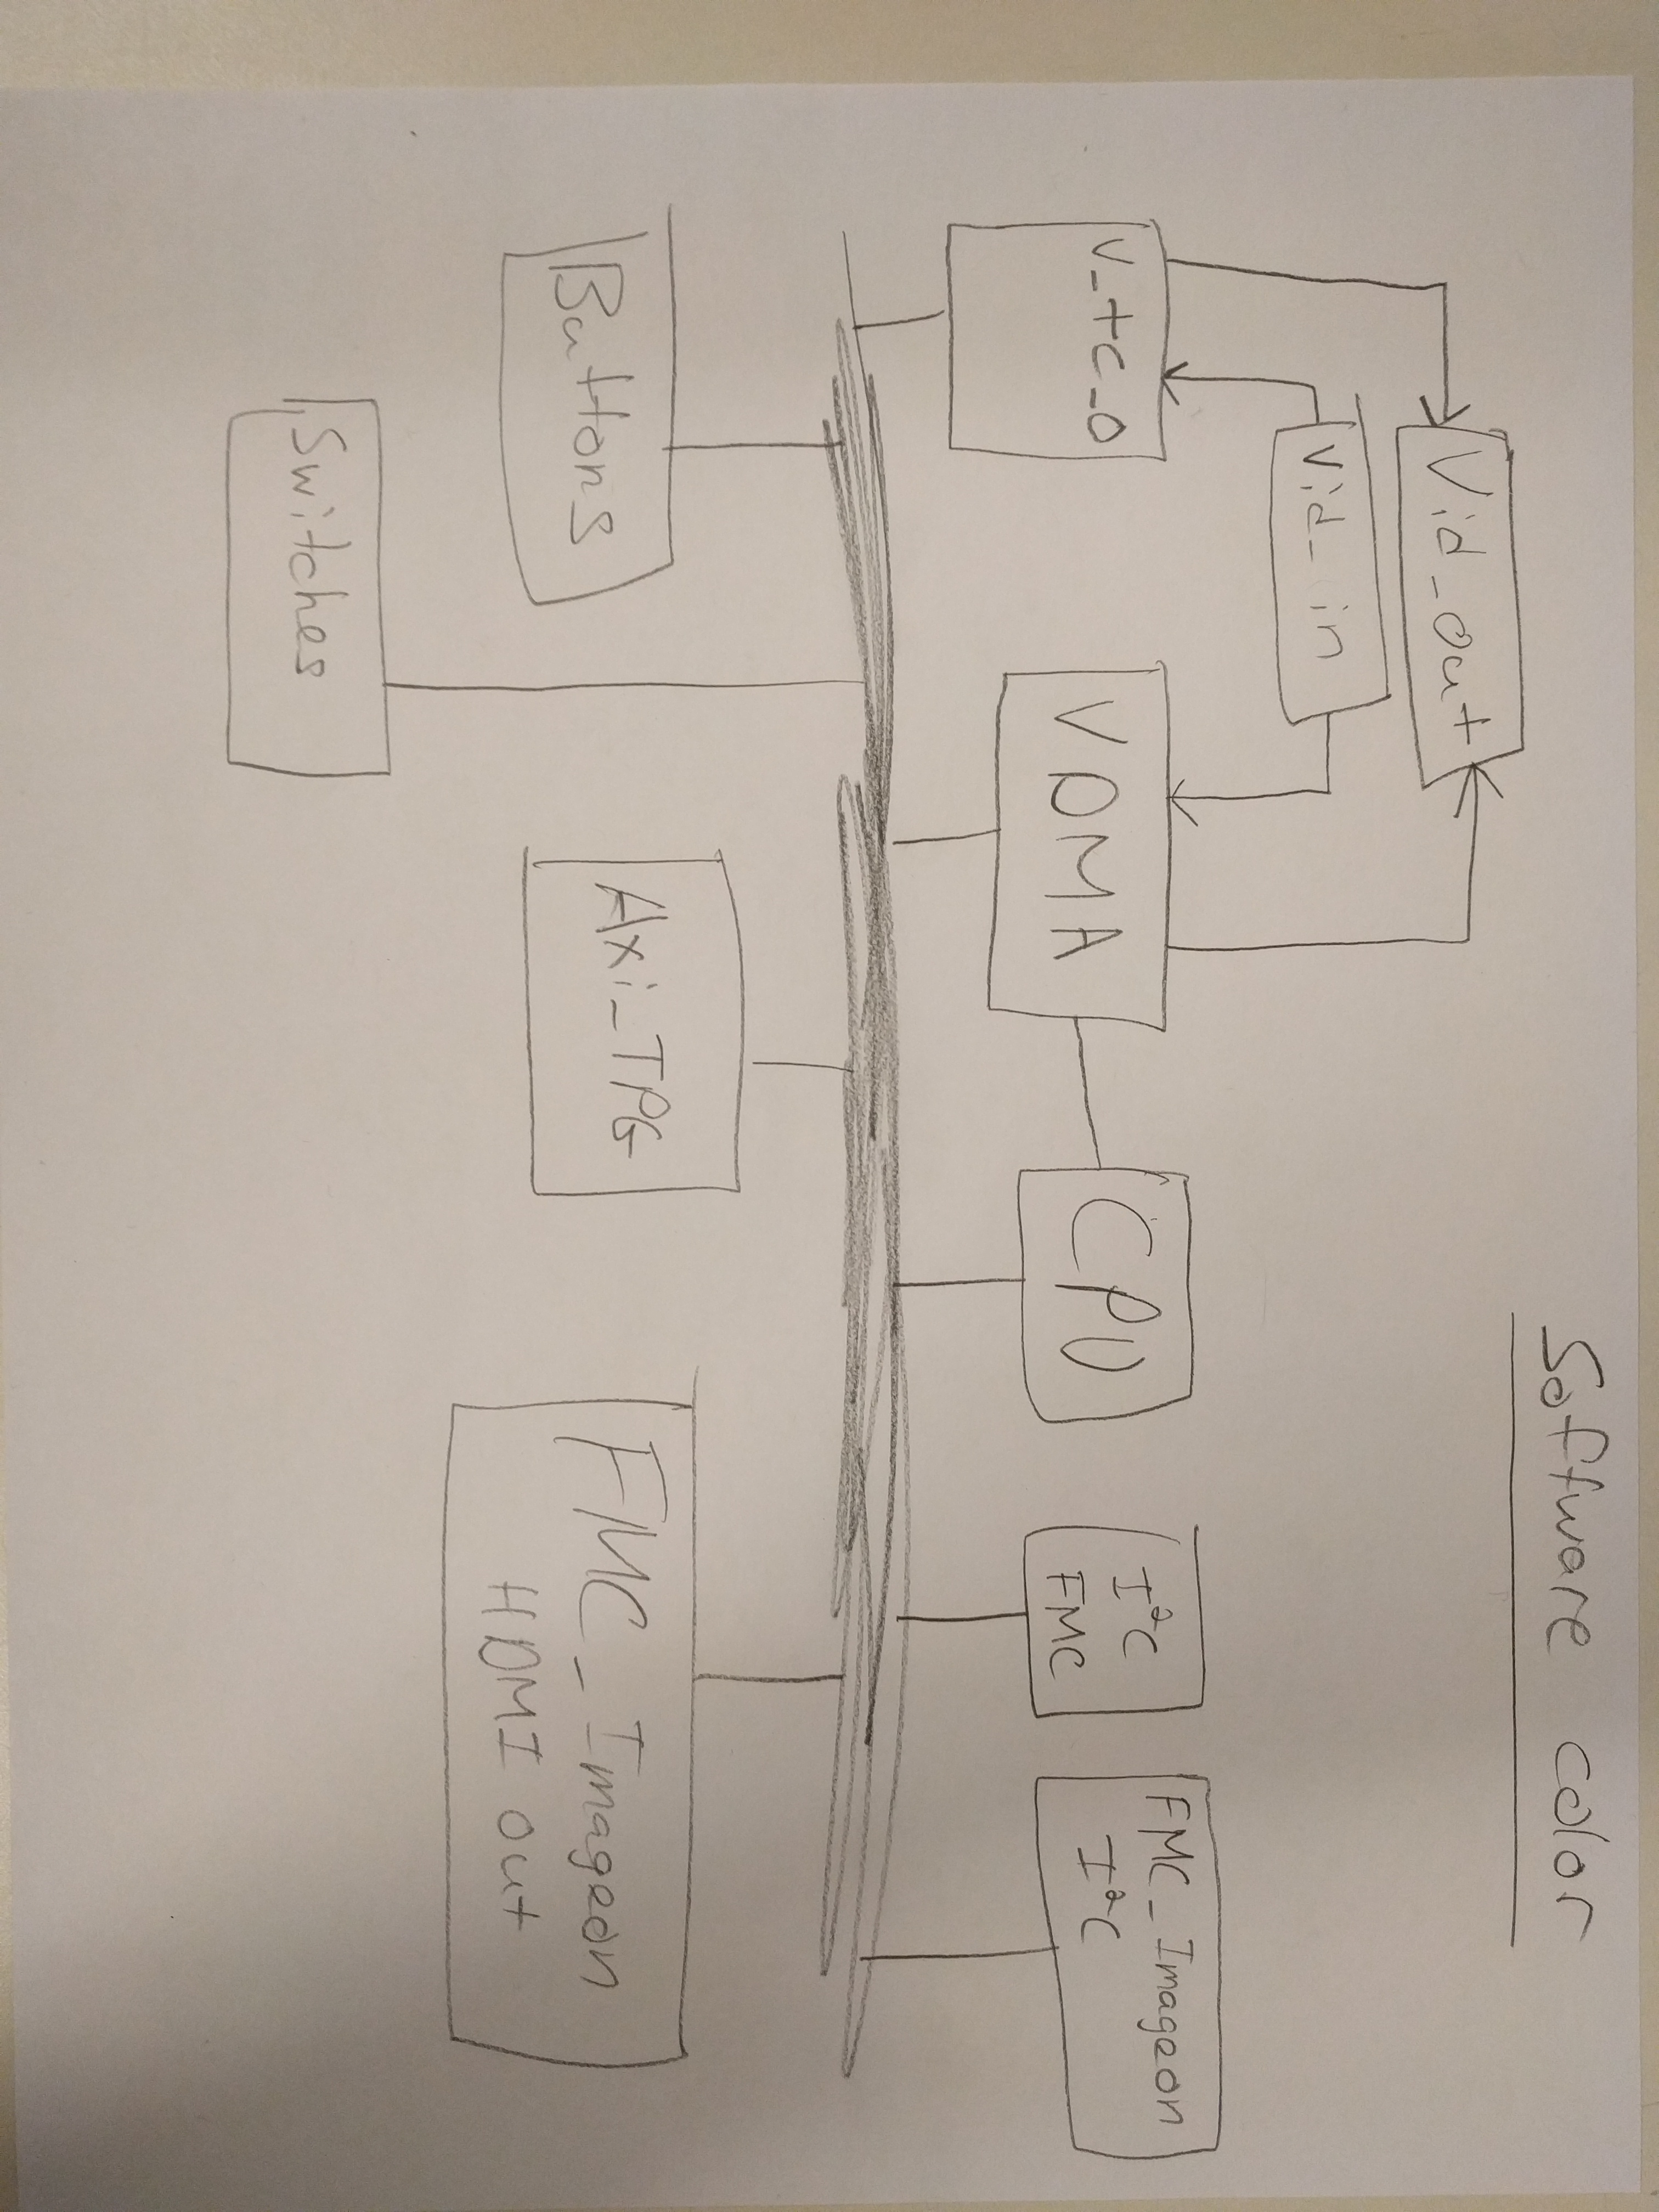 Software color
Vid_out
Vid_in
V_tc_0
VDMA
CPU
I²C
FMC
FMC_Imageon
I²C
Buttons
Switches
Axi_TPG
FMC_Imageon
HDMI out